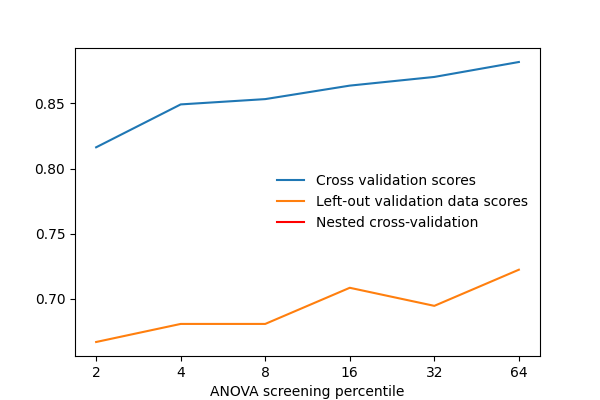 0.85
0.80
0.75
0.70
Cross validation scores
Left-out validation data scores
Nested cross-validation
2 4 8 16 32 64
ANOVA screening percentile